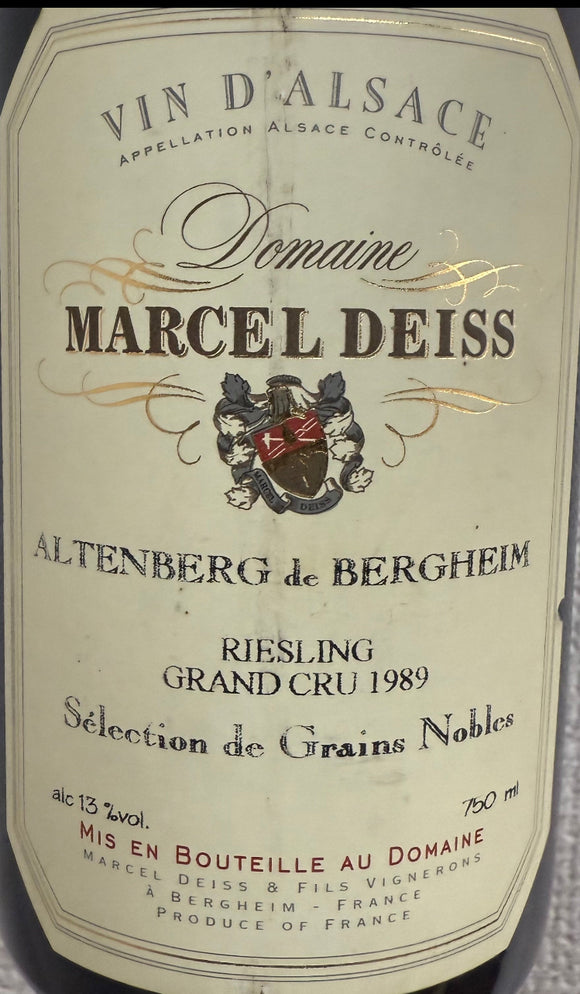 VIN D'ALSACE
APPELLATION ALSACE CONTRÔLÉE
Domaine
MARCEL DEISS
MARCEL DEISS
ALTENBERG de BERGHEIM
RIESLING
GRAND CRU 1989
Sélection de Grains Nobles
alc 13 %vol.
750 ml
MIS EN BOUTEILLE AU DOMAINE
MARCEL DEISS & FILS VIGNERONS
À BERGHEIM - FRANCE
PRODUCE OF FRANCE